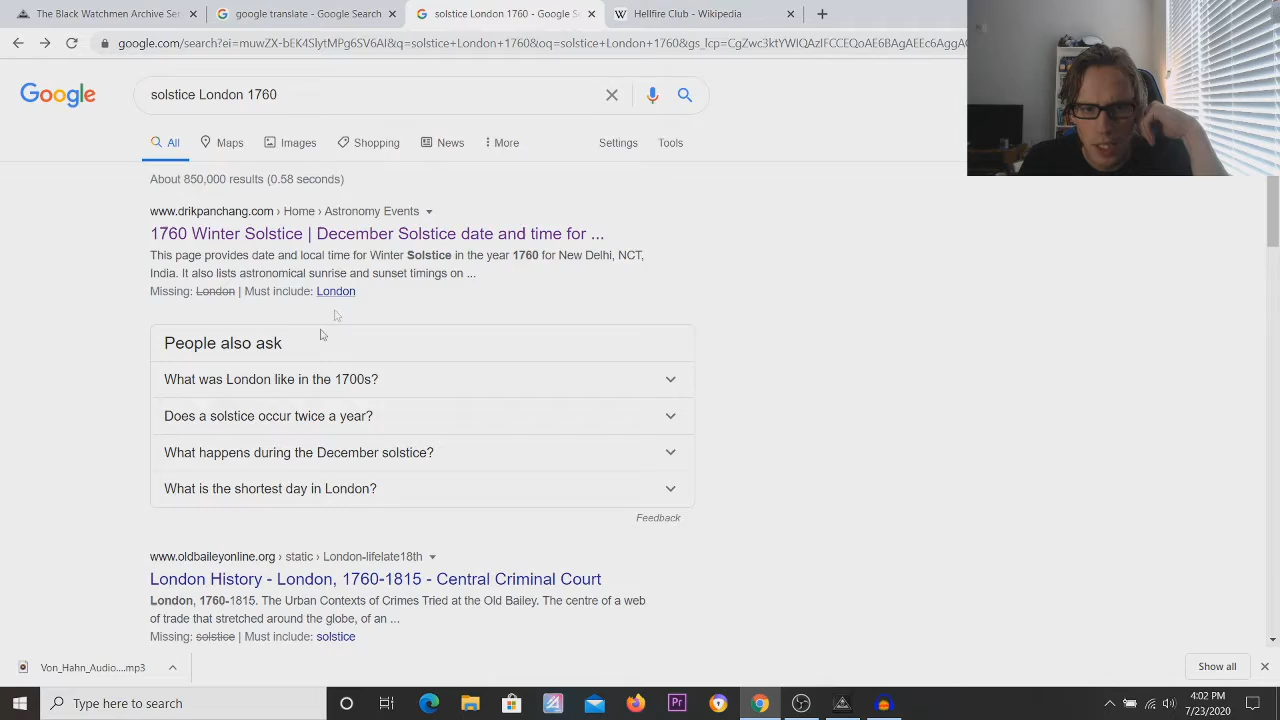 The Black Watchmen Archive Ser
google translate - Google Search
solstice London 1760 - Google S
Hellfire Club - Wikipedia
Google
solstice London 1760
All
Maps
Images
Shopping
News
More
Settings
Tools
About 850,000 results (0.58 seconds)
www.drikpanchang.com › Home › Astronomy Events
1760 Winter Solstice | December Solstice date and time for ...
This page provides date and local time for Winter Solstice in the year 1760 for New Delhi, NCT,
India. It also lists astronomical sunrise and sunset timings on ...
Missing: London | Must include: London
People also ask
What was London like in the 1700s?
Does a solstice occur twice a year?
What happens during the December solstice?
What is the shortest day in London?
Feedback
www.oldbaileyonline.org › static › London-lifelate18th
London History - London, 1760-1815 - Central Criminal Court
London, 1760-1815. The Urban Contexts of Crimes Tried at the Old Bailey. The centre of a web
of trade that stretched around the globe, of an ...
Missing: solstice | Must include: solstice
Von_Hahn_Audio....mp3
Show all
Type here to search
4:02 PM
7/23/2020